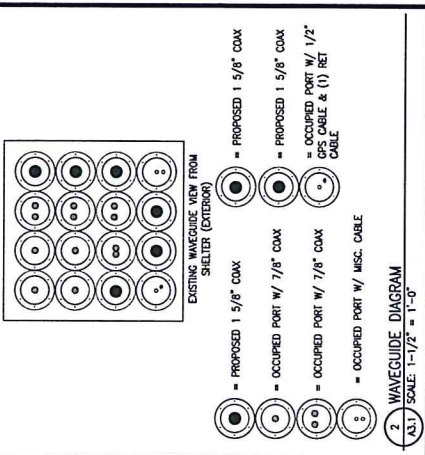 EXISTING WAVEGUIDE VIEW FROM
SHELTER (EXTERIOR)
= PROPOSED 1 5/8" COAX
= OCCUPIED PORT W/ 7/8" COAX
= OCCUPIED PORT W/ 7/8" COAX
= OCCUPIED PORT W/ MISC. CABLE
= PROPOSED 1 5/8" COAX
= PROPOSED 1 5/8" COAX
= OCCUPIED PORT W/ 1/2"
GPS CABLE & (1) RET
CABLE
2 WAVEGUIDE DIAGRAM
A3.1 SCALE: 1-1/2" = 1'-0"